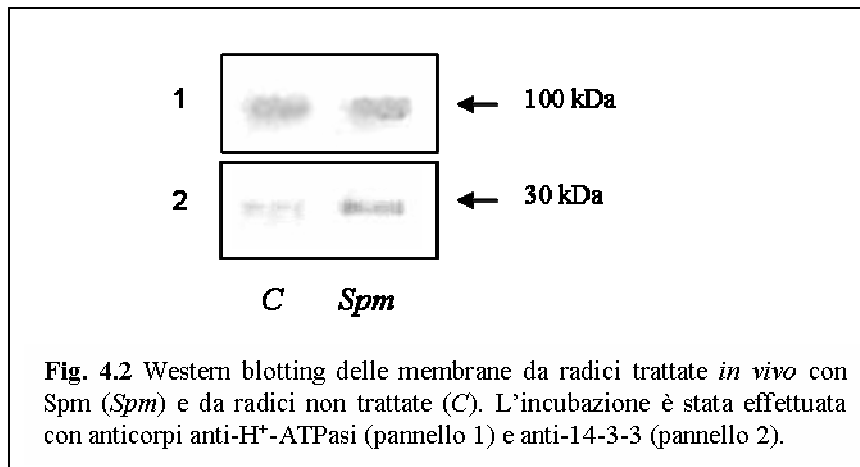 1
100 kDa
2
30 kDa
C Spm
Fig. 4.2 Western blotting delle membrane da radici trattate in vivo con
Spm (Spm) e da radici non trattate (C). L'incubazione è stata effettuata
con anticorpi anti-H⁺-ATPasi (pannello 1) e anti-14-3-3 (pannello 2).